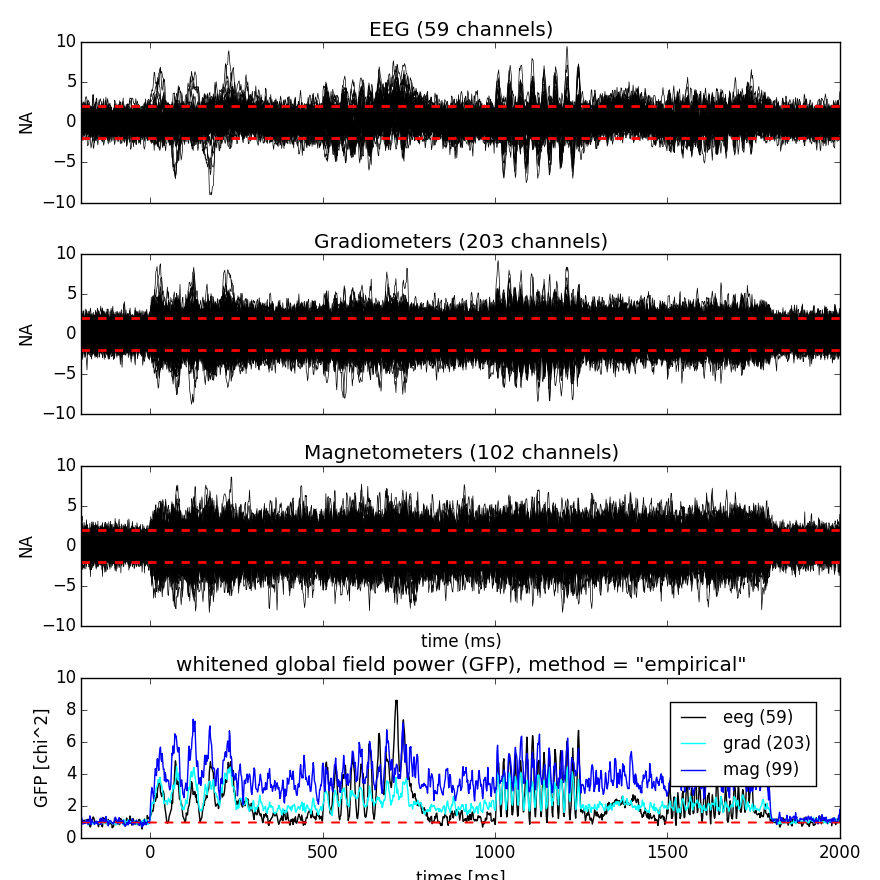 EEG (59 channels)
10
5
0
−5
−10
NA
Gradiometers (203 channels)
10
5
0
−5
−10
NA
Magnetometers (102 channels)
10
5
0
−5
−10
NA
time (ms)
whitened global field power (GFP), method = "empirical"
10
8
6
4
2
0
GFP [chi^2]
eeg (59)
grad (203)
mag (99)
0
500
1000
1500
2000
times [ms]